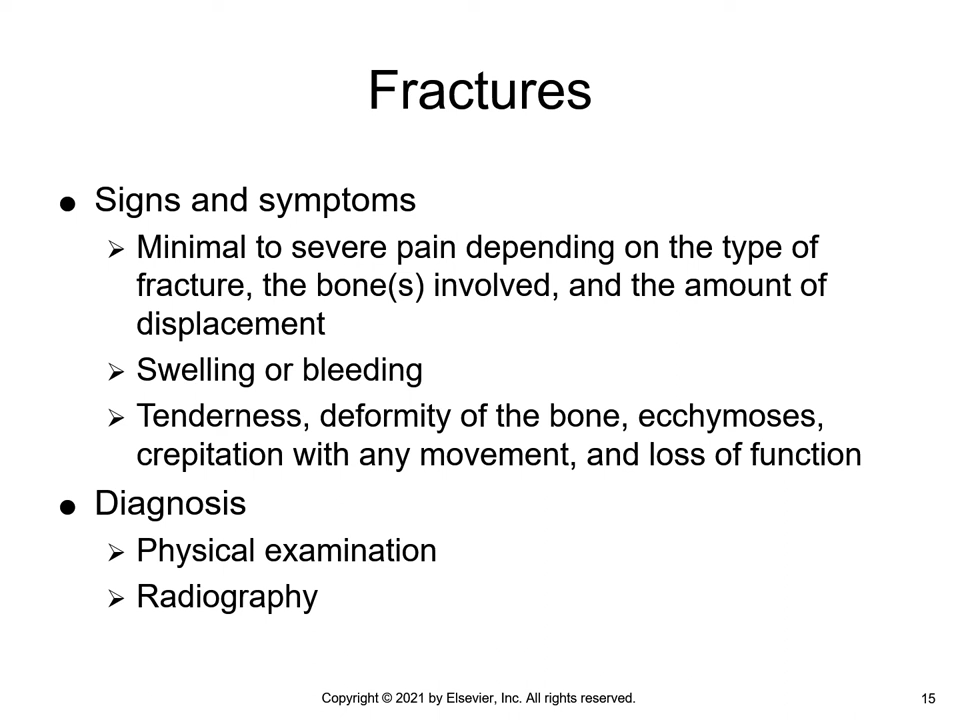 Fractures
● Signs and symptoms
➢ Minimal to severe pain depending on the type of
fracture, the bone(s) involved, and the amount of
displacement
➢ Swelling or bleeding
➢ Tenderness, deformity of the bone, ecchymoses,
crepitation with any movement, and loss of function
● Diagnosis
➢ Physical examination
➢ Radiography
Copyright © 2021 by Elsevier, Inc. All rights reserved.
15